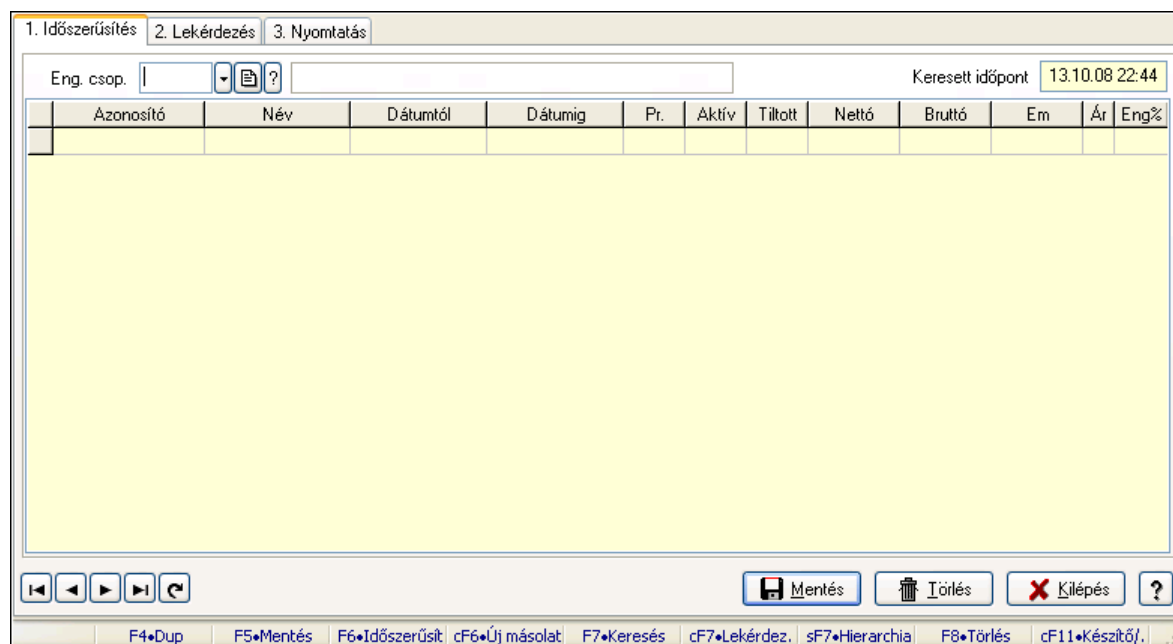 1. Időszerűsítés 2. Lekérdezés 3. Nyomtatás
Eng. csop. ? Keresett időpont 13.10.08 22:44
Azonosító Név Dátumtól Dátumig Pr. Aktív Tiltott Nettó Bruttó Em Ár Eng%
Mentés Törlés Kilépés ?
F4•Dup F5•Mentés F6•Időszerűsít cF6•Új másolat F7•Keresés cF7•Lekérdez. sF7•Hierarchia F8•Törlés cF11•Készítő/.